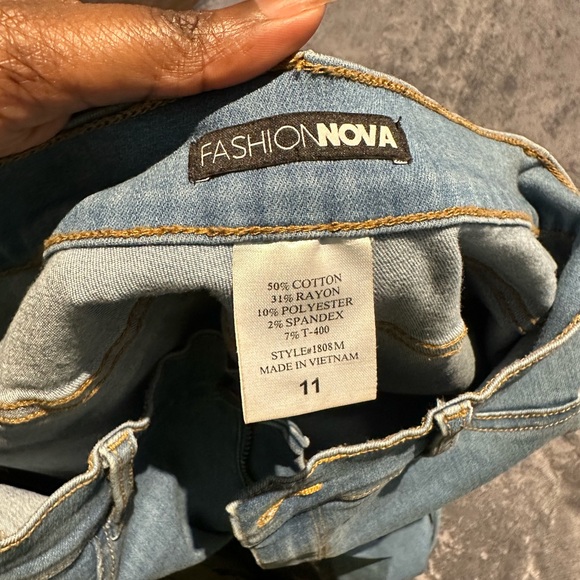 FASHIONNOVA
50% COTTON
31% RAYON
10% POLYESTER
2% SPANDEX
7% T-400
STYLE#1808M
MADE IN VIETNAM
11